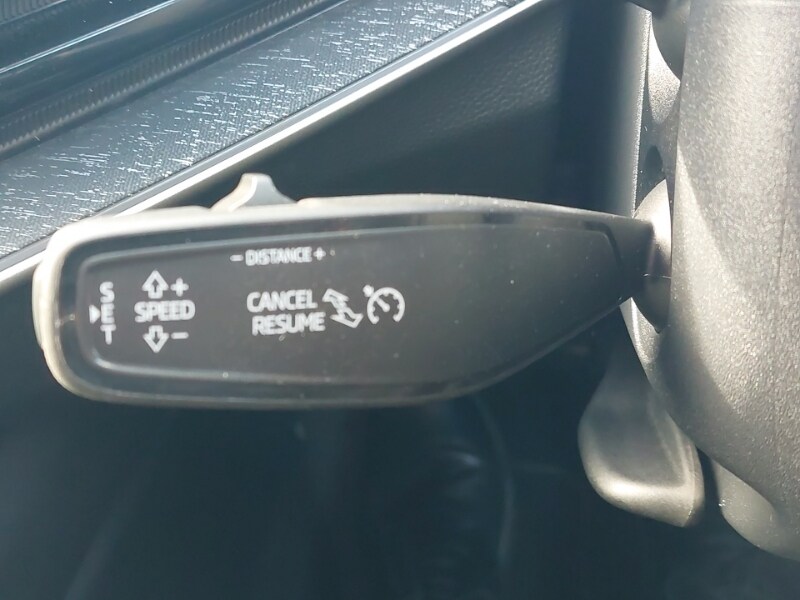 - DISTANCE +
SET
+
SPEED
-
CANCEL
RESUME